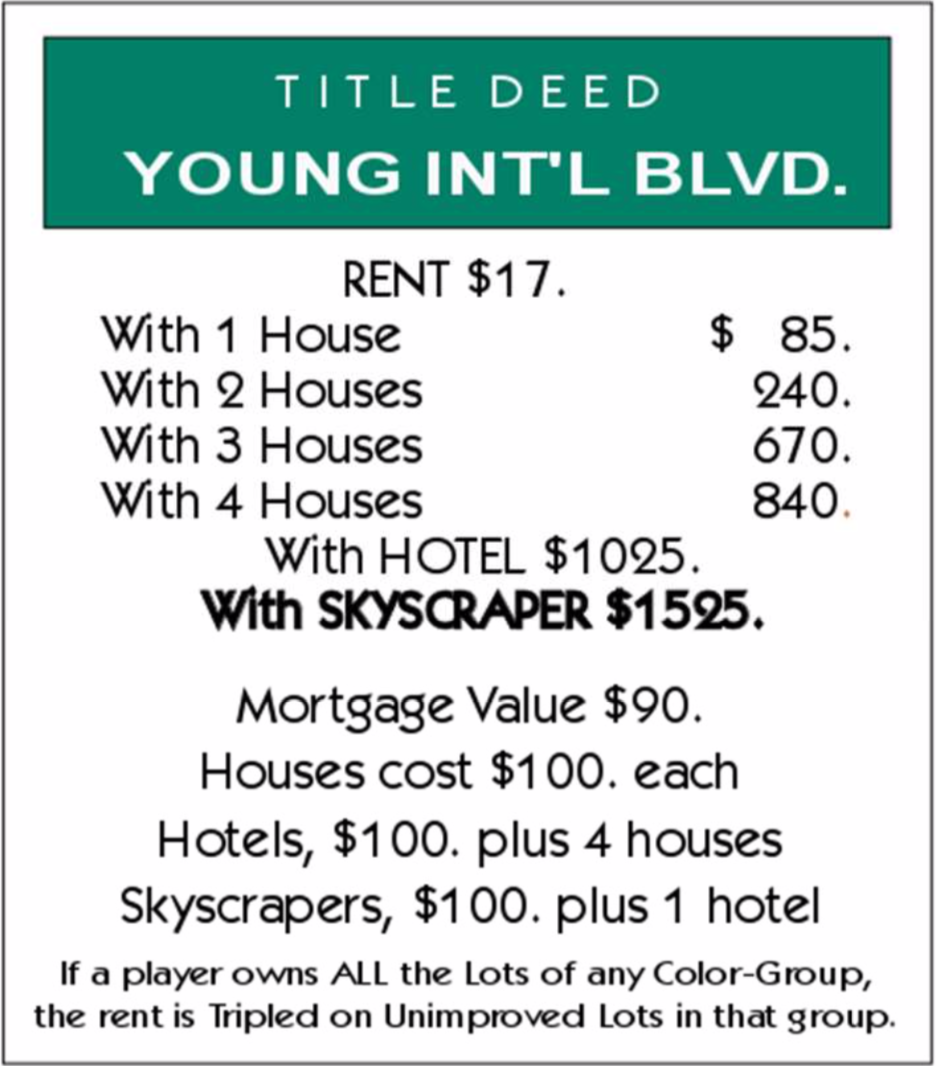 TITLE DEED
YOUNG INT'L BLVD.
RENT $17.
With 1 House $ 85.
With 2 Houses 240.
With 3 Houses 670.
With 4 Houses 840.
With HOTEL $1025.
With SKYSCRAPER $1525.
Mortgage Value $90.
Houses cost $100. each
Hotels, $100. plus 4 houses
Skyscrapers, $100. plus 1 hotel
If a player owns ALL the Lots of any Color-Group,
the rent is Tripled on Unimproved Lots in that group.